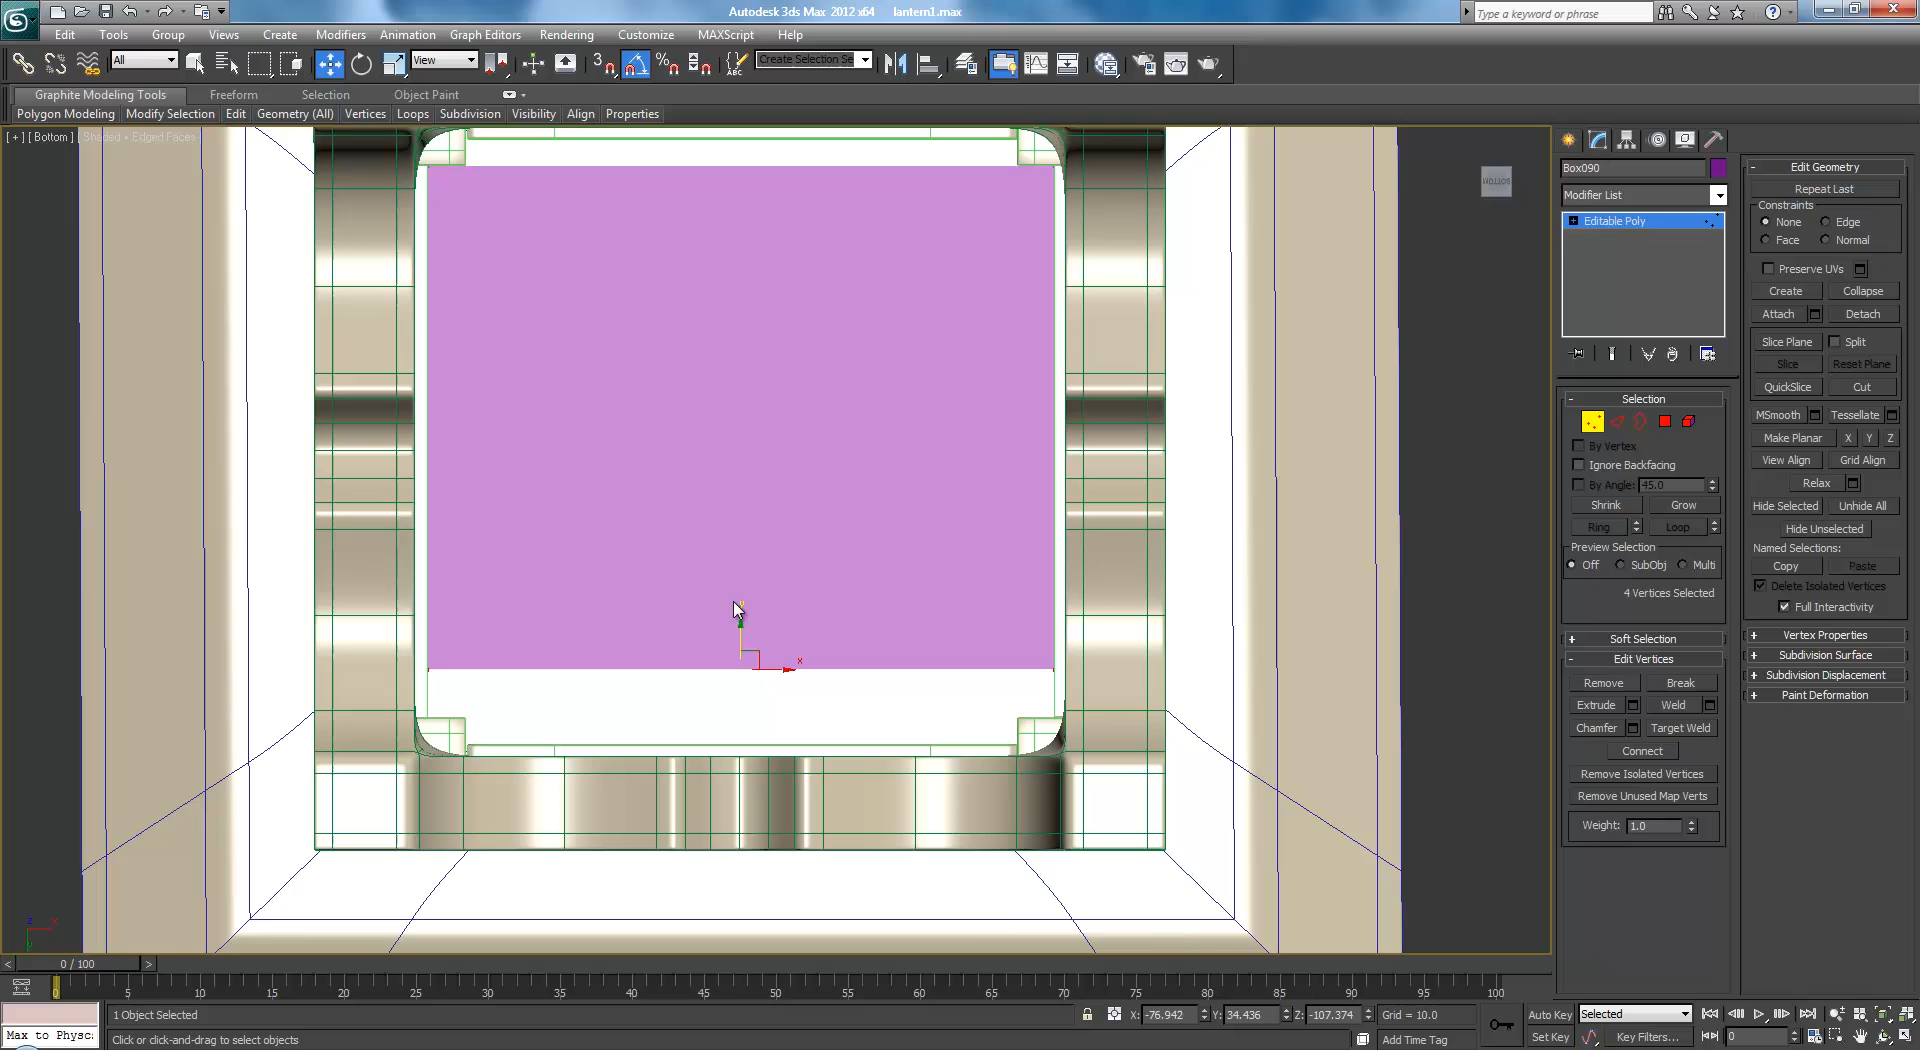 Autodesk 3ds Max 2012 x64 lantern1.max
Type a keyword or phrase
Edit Tools Group Views Create Modifiers Animation Graph Editors Rendering Customize MAXScript Help
All View 3 Create Selection Se
Graphite Modeling Tools Freeform Selection Object Paint
Polygon Modeling Modify Selection Edit Geometry (All) Vertices Loops Subdivision Visibility Align Properties
[ + ] [ Bottom ] [ Shaded + Edged Faces ]
BOTTOM
x
z x
y
Box090
Modifier List
Editable Poly
Selection
By Vertex
Ignore Backfacing
By Angle: 45.0
Shrink Grow
Ring Loop
Preview Selection
Off SubObj Multi
4 Vertices Selected
+ Soft Selection
- Edit Vertices
Remove Break
Extrude Weld
Chamfer Target Weld
Connect
Remove Isolated Vertices
Remove Unused Map Verts
Weight: 1.0
- Edit Geometry
Repeat Last
Constraints
None Edge
Face Normal
Preserve UVs
Create Collapse
Attach Detach
Slice Plane Split
Slice Reset Plane
QuickSlice Cut
MSmooth Tessellate
Make Planar X Y Z
View Align Grid Align
Relax
Hide Selected Unhide All
Hide Unselected
Named Selections:
Copy Paste
Delete Isolated Vertices
Full Interactivity
+ Vertex Properties
+ Subdivision Surface
+ Subdivision Displacement
+ Paint Deformation
< 0 / 100 >
0 5 10 15 20 25 30 35 40 45 50 55 60 65 70 75 80 85 90 95 100
1 Object Selected X: -76.942 Y: 34.436 Z: -107.374 Grid = 10.0 Auto Key Selected
Max to Physc Click or click-and-drag to select objects Add Time Tag Set Key Key Filters... 0